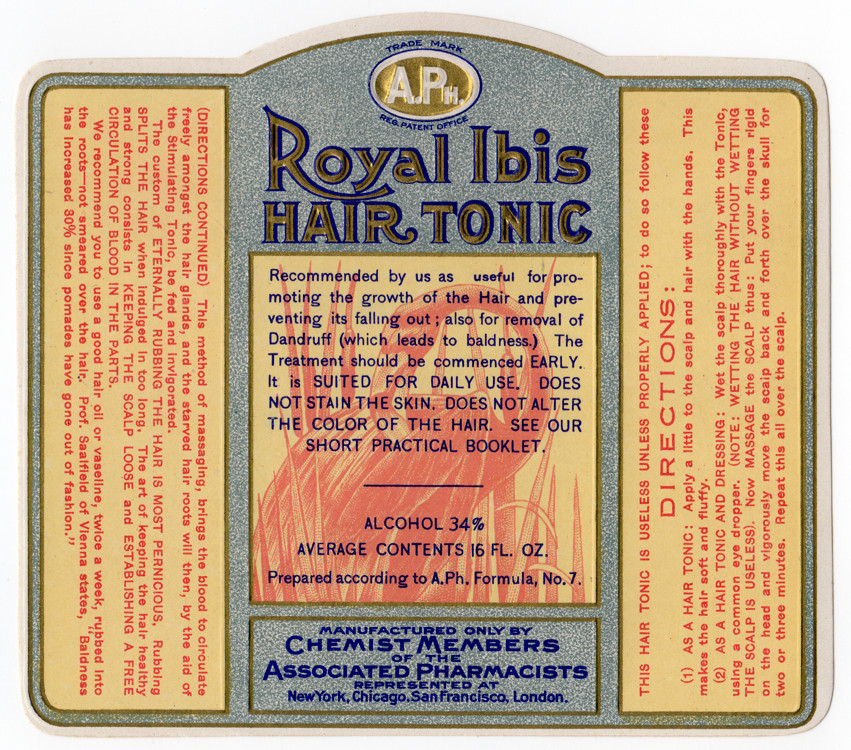 TRADE MARK
A.PH.
REG. PATENT OFFICE
Royal Ibis
HAIR TONIC
Recommended by us as useful for pro-
moting the growth of the Hair and pre-
venting its falling out; also for removal of
Dandruff (which leads to baldness.) The
Treatment should be commenced EARLY.
It is SUITED FOR DAILY USE. DOES
NOT STAIN THE SKIN. DOES NOT ALTER
THE COLOR OF THE HAIR. SEE OUR
SHORT PRACTICAL BOOKLET.
ALCOHOL 34%
AVERAGE CONTENTS 16 FL. OZ.
Prepared according to A.Ph. Formula, No. 7.
MANUFACTURED ONLY BY
CHEMIST MEMBERS
OF THE
ASSOCIATED PHARMACISTS
REPRESENTED AT
New York, Chicago, San Francisco, London.
THIS HAIR TONIC IS USELESS UNLESS PROPERLY APPLIED; to do so follow these
DIRECTIONS:
(1) AS A HAIR TONIC: Apply a little to the scalp and hair with the hands. This
makes the hair soft and fluffy.
(2) AS A HAIR TONIC AND DRESSING: Wet the scalp thoroughly with the Tonic,
using a common eye dropper. (NOTE: WETTING THE HAIR WITHOUT WETTING
THE SCALP IS USELESS). Now MASSAGE the SCALP thus: Put your fingers rigid
on the head and vigorously move the scalp back and forth over the skull for
two or three minutes. Repeat this all over the scalp.
(DIRECTIONS CONTINUED) This method of massaging, brings the blood to circulate
freely amongst the hair glands, and the starved hair roots will then, by the aid of
the Stimulating Tonic, be fed and invigorated.
The custom of ETERNALLY RUBBING THE HAIR IS MOST PERNICIOUS. Rubbing
SPLITS THE HAIR when indulged in too long. The art of keeping the hair healthy
and strong consists in KEEPING THE SCALP LOOSE and ESTABLISHING A FREE
CIRCULATION OF BLOOD IN THE PARTS.
We recommend you to use a good hair oil or vaseline, twice a week, rubbed into
the roots—not smeared over the hair. Prof. Saalfield of Vienna states, "Baldness
has increased 30% since pomades have gone out of fashion."